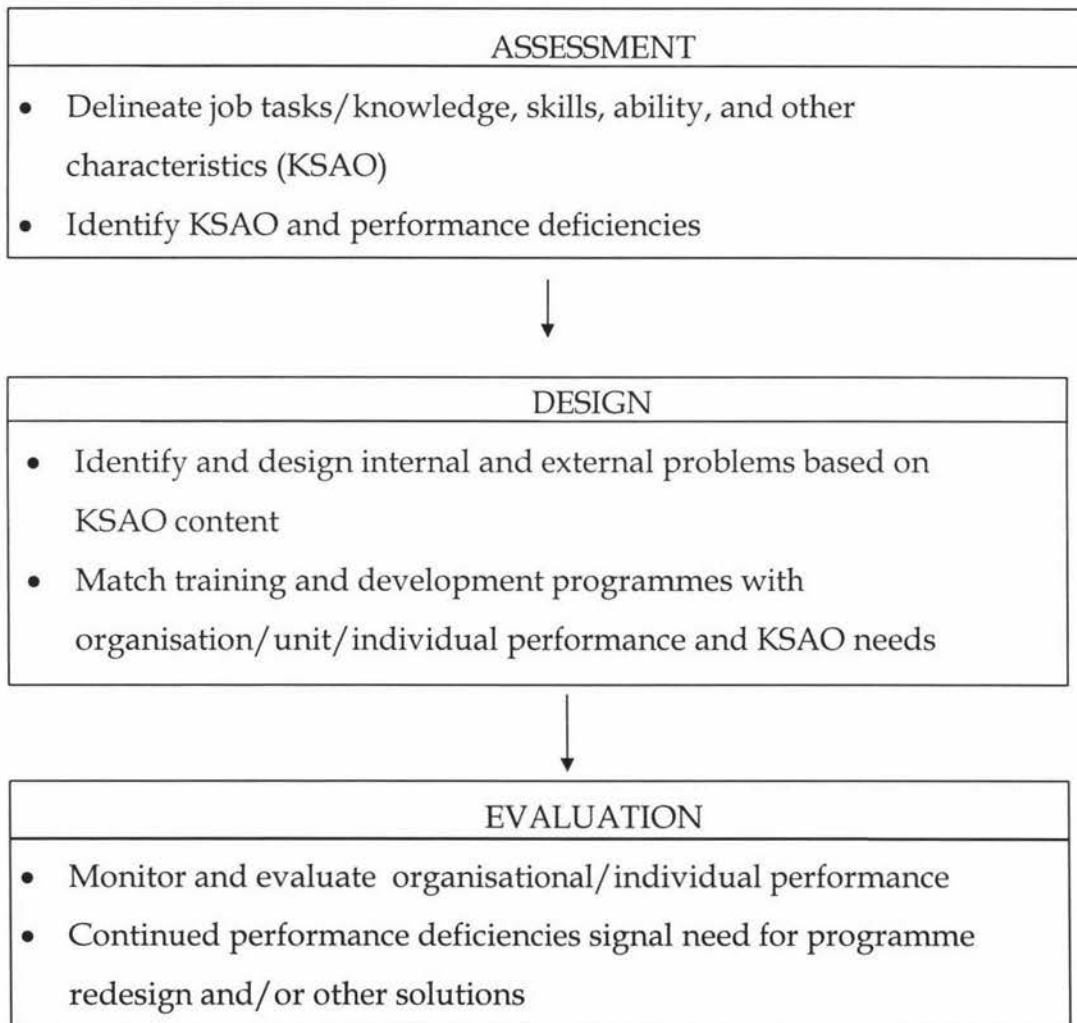 ASSESSMENT
• Delineate job tasks/knowledge, skills, ability, and other
characteristics (KSAO)
• Identify KSAO and performance deficiencies
DESIGN
• Identify and design internal and external problems based on
KSAO content
• Match training and development programmes with
organisation/unit/individual performance and KSAO needs
EVALUATION
• Monitor and evaluate organisational/individual performance
• Continued performance deficiencies signal need for programme
redesign and/or other solutions